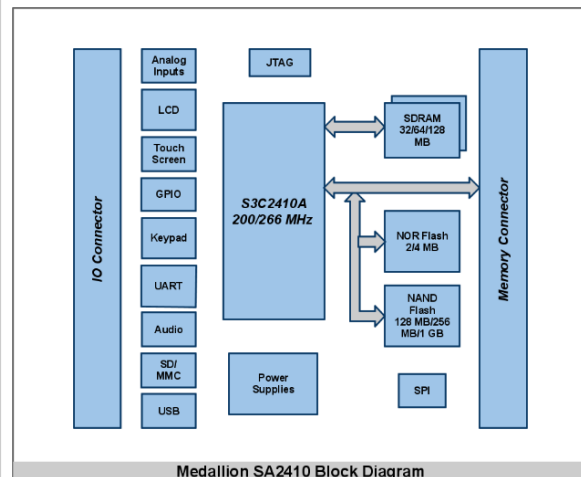 IO Connector
Analog
Inputs
LCD
Touch
Screen
GPIO
Keypad
UART
Audio
SD/
MMC
USB
JTAG
S3C2410A
200/266 MHz
Power
Supplies
SDRAM
32/64/128
MB
NOR Flash
2/4 MB
NAND
Flash
128 MB/256
MB/1 GB
SPI
Memory Connector
Medallion SA2410 Block Diagram